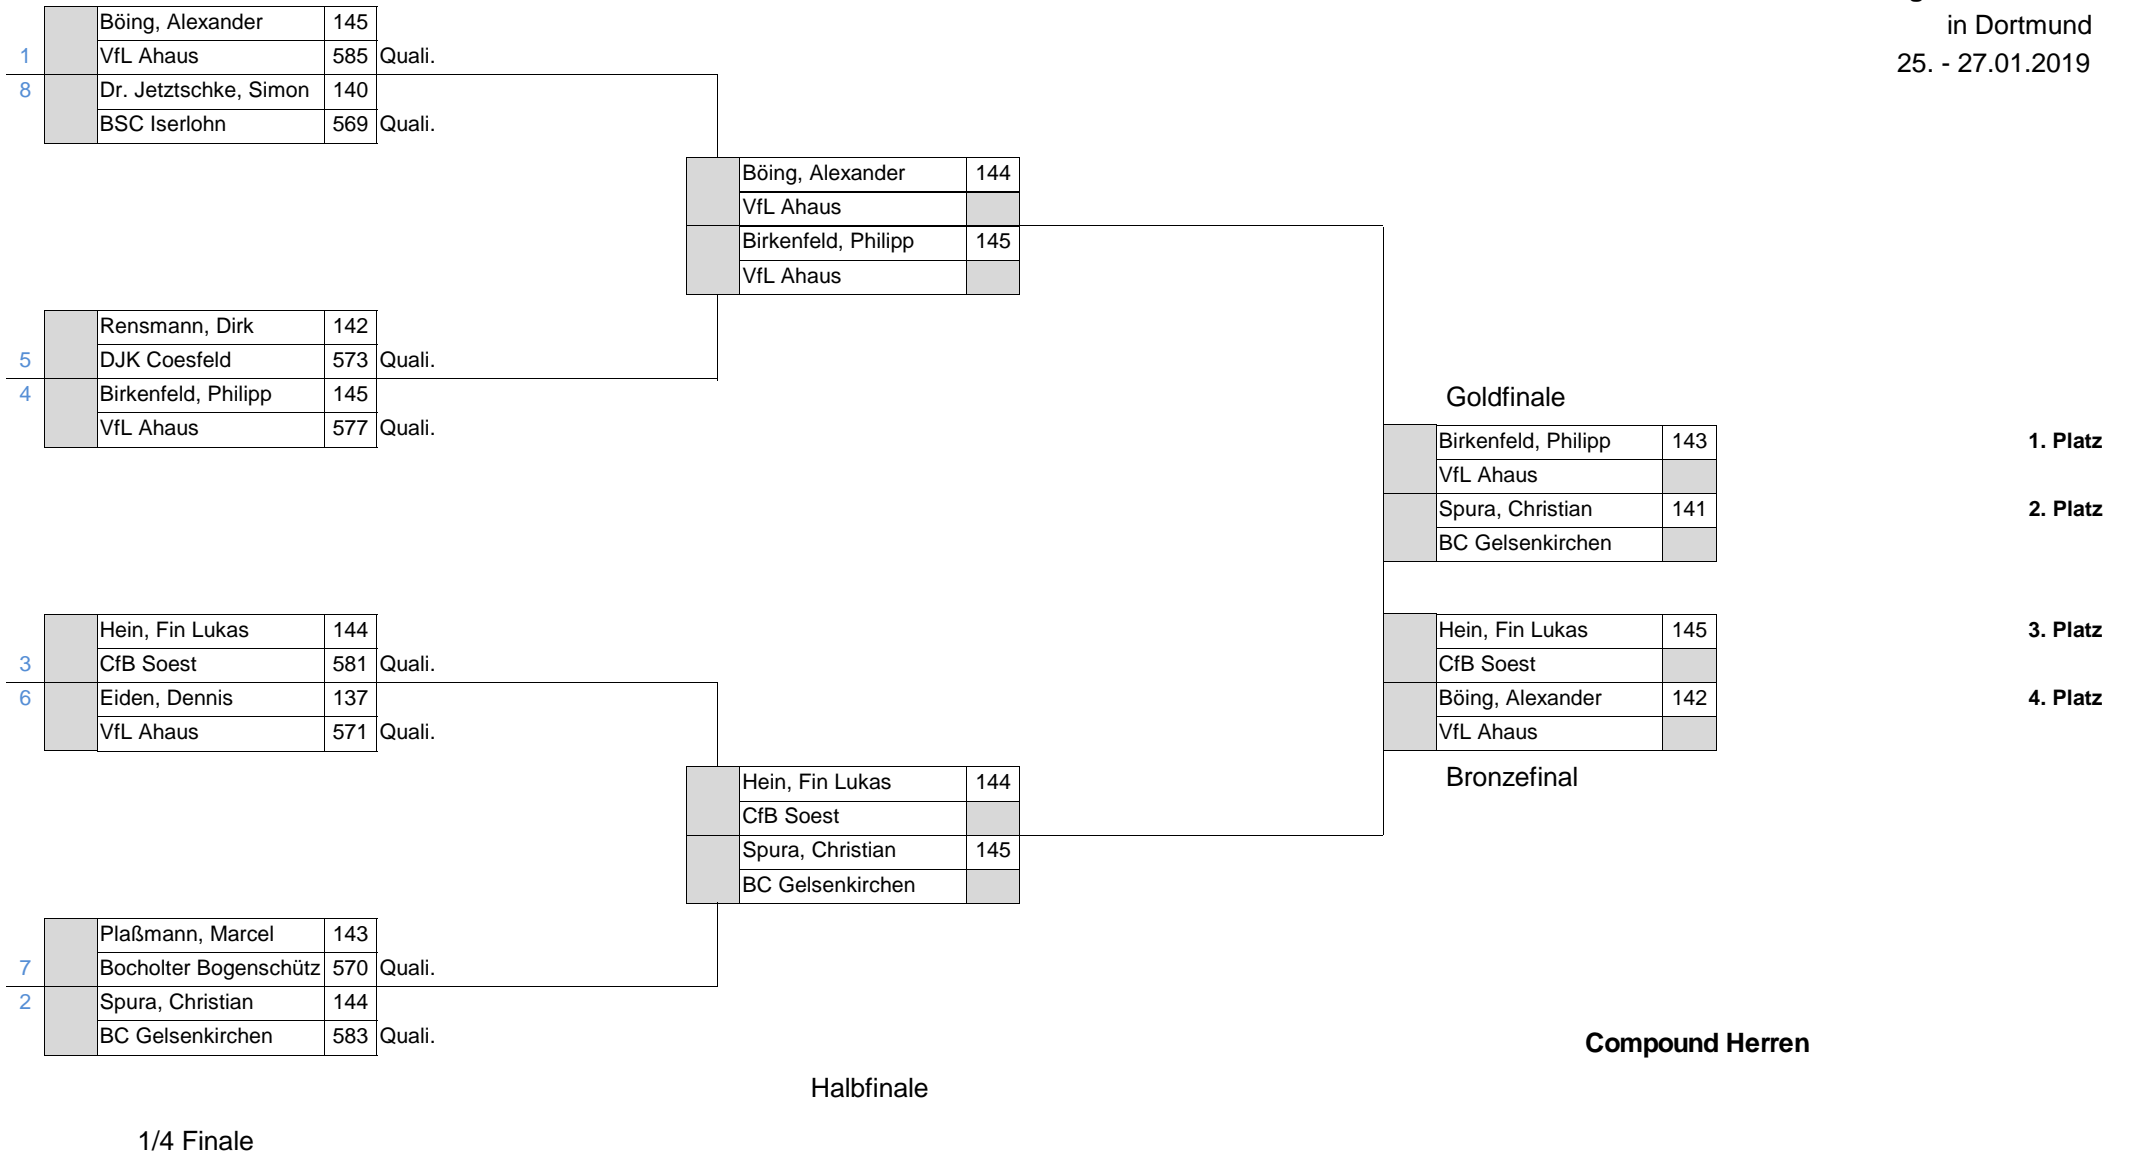 in Dortmund
25. - 27.01.2019
Böing, Alexander 145
1 VfL Ahaus 585 Quali.
8 Dr. Jetztschke, Simon 140
BSC Iserlohn 569 Quali.
Böing, Alexander 144
VfL Ahaus
Birkenfeld, Philipp 145
VfL Ahaus
Rensmann, Dirk 142
5 DJK Coesfeld 573 Quali.
4 Birkenfeld, Philipp 145
VfL Ahaus 577 Quali.
Goldfinale
Birkenfeld, Philipp 143 1. Platz
VfL Ahaus
Spura, Christian 141 2. Platz
BC Gelsenkirchen
Hein, Fin Lukas 144
3 CfB Soest 581 Quali.
6 Eiden, Dennis 137
VfL Ahaus 571 Quali.
Hein, Fin Lukas 145 3. Platz
CfB Soest
Böing, Alexander 142 4. Platz
VfL Ahaus
Bronzefinal
Hein, Fin Lukas 144
CfB Soest
Spura, Christian 145
BC Gelsenkirchen
Plaßmann, Marcel 143
7 Bocholter Bogenschütz 570 Quali.
2 Spura, Christian 144
BC Gelsenkirchen 583 Quali.
Compound Herren
Halbfinale
1/4 Finale